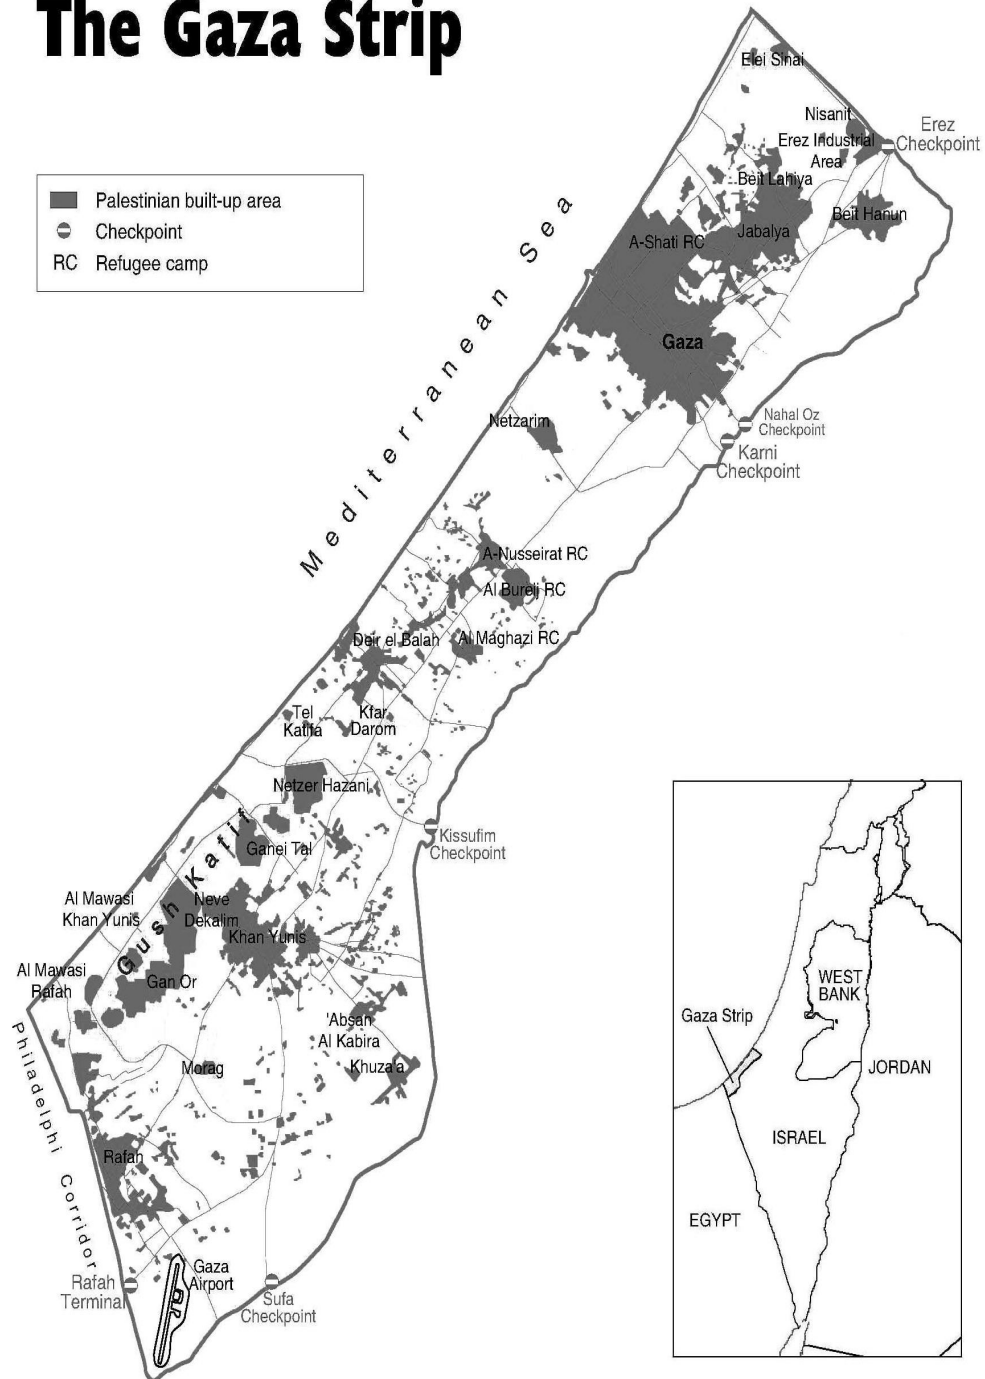 The Gaza Strip
Palestinian built-up area
Checkpoint
RC Refugee camp
Mediterranean Sea
Elei Sinai
Nisanit
Erez Industrial
Area
Erez
Checkpoint
Beit Lahiya
Beit Hanun
A-Shati RC
Jabalya
Gaza
Netzarim
Nahal Oz
Checkpoint
Karni
Checkpoint
A-Nusseirat RC
Al Bureij RC
Deir el Balah
Al Maghazi RC
Tel
Katifa
Kfar
Darom
Netzer Hazani
Gush Katif
Ganei Tal
Kissufim
Checkpoint
Al Mawasi
Khan Yunis
Neve
Dekalim
Khan Yunis
Al Mawasi
Rafah
Gan Or
'Absan
Al Kabira
Morag
Khuza'a
Philadelphi Corridor
Rafah
Rafah
Terminal
Gaza
Airport
Sufa
Checkpoint
WEST
BANK
Gaza Strip
JORDAN
ISRAEL
EGYPT